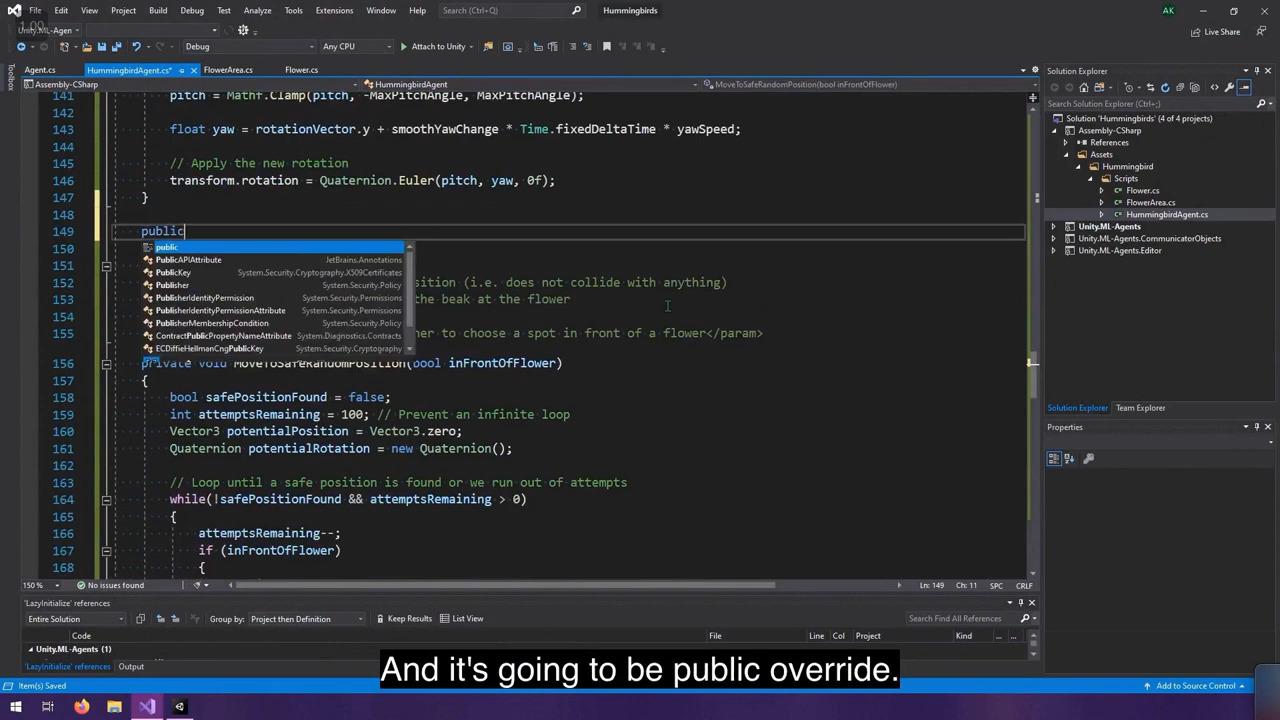 File Edit View Git Project Build Debug Test Analyze Tools Extensions Window Help Search (Ctrl+Q) Hummingbirds AK
1.00
Unity.ML-Agen
Debug Any CPU Attach to Unity Live Share
Agent.cs HummingbirdAgent.cs* FlowerArea.cs Flower.cs
Assembly-CSharp HummingbirdAgent MoveToSafeRandomPosition(bool inFrontOfFlower)
Toolbox
141 pitch = Mathf.Clamp(pitch, -MaxPitchAngle, MaxPitchAngle);
142
143 float yaw = rotationVector.y + smoothYawChange * Time.fixedDeltaTime * yawSpeed;
144
145 // Apply the new rotation
146 transform.rotation = Quaternion.Euler(pitch, yaw, 0f);
147 }
148
149 public
150
151
152 sition (i.e. does not collide with anything)
153 the beak at the flower
154
155 her to choose a spot in front of a flower</param>
public
PublicAPIAttribute JetBrains.Annotations
PublicKey System.Security.Cryptography.X509Certificates
Publisher System.Security.Policy
PublisherIdentityPermission System.Security.Permissions
PublisherIdentityPermissionAttribute System.Security.Permissions
PublisherMembershipCondition System.Security.Policy
ContractPublicPropertyNameAttribute System.Diagnostics.Contracts
ECDiffieHellmanCngPublicKey System.Security.Cryptography
156 private void MoveToSafeRandomPosition(bool inFrontOfFlower)
157 {
158 bool safePositionFound = false;
159 int attemptsRemaining = 100; // Prevent an infinite loop
160 Vector3 potentialPosition = Vector3.zero;
161 Quaternion potentialRotation = new Quaternion();
162
163 // Loop until a safe position is found or we run out of attempts
164 while(!safePositionFound && attemptsRemaining > 0)
165 {
166 attemptsRemaining--;
167 if (inFrontOfFlower)
168 {
150 % No issues found Ln: 149 Ch: 11 SPC CRLF
Solution Explorer
Search Solution Explorer (Ctrl+;)
Solution 'Hummingbirds' (4 of 4 projects)
Assembly-CSharp
References
Assets
Hummingbird
Scripts
Flower.cs
FlowerArea.cs
HummingbirdAgent.cs
Unity.ML-Agents
Unity.ML-Agents.CommunicatorObjects
Unity.ML-Agents.Editor
Solution Explorer Team Explorer
Properties
'LazyInitialize' references
Entire Solution Group by: Project then Definition Keep Results List View Search Find All References
Code File Line Col Project Kind
Unity.ML-Agents (1)
'LazyInitialize' references Output
And it's going to be public override.
Item(s) Saved Add to Source Control